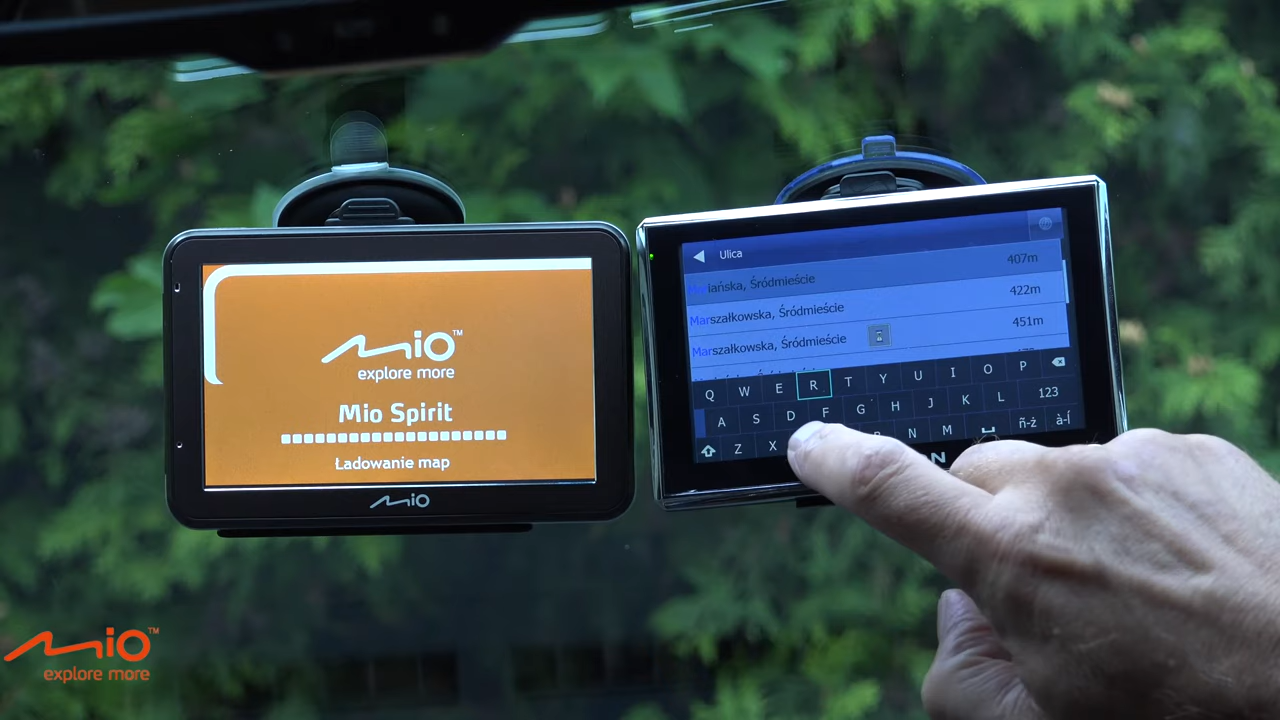 Mio™
explore more
Mio Spirit
Ładowanie map
Mio
Ulica
Mariańska, Śródmieście 407m
Marszałkowska, Śródmieście 422m
Marszałkowska, Śródmieście 451m
Q W E R T Y U I O P
A S D F G H J K L 123
Z X N M ñ-ż à-Í
Mio™
explore more